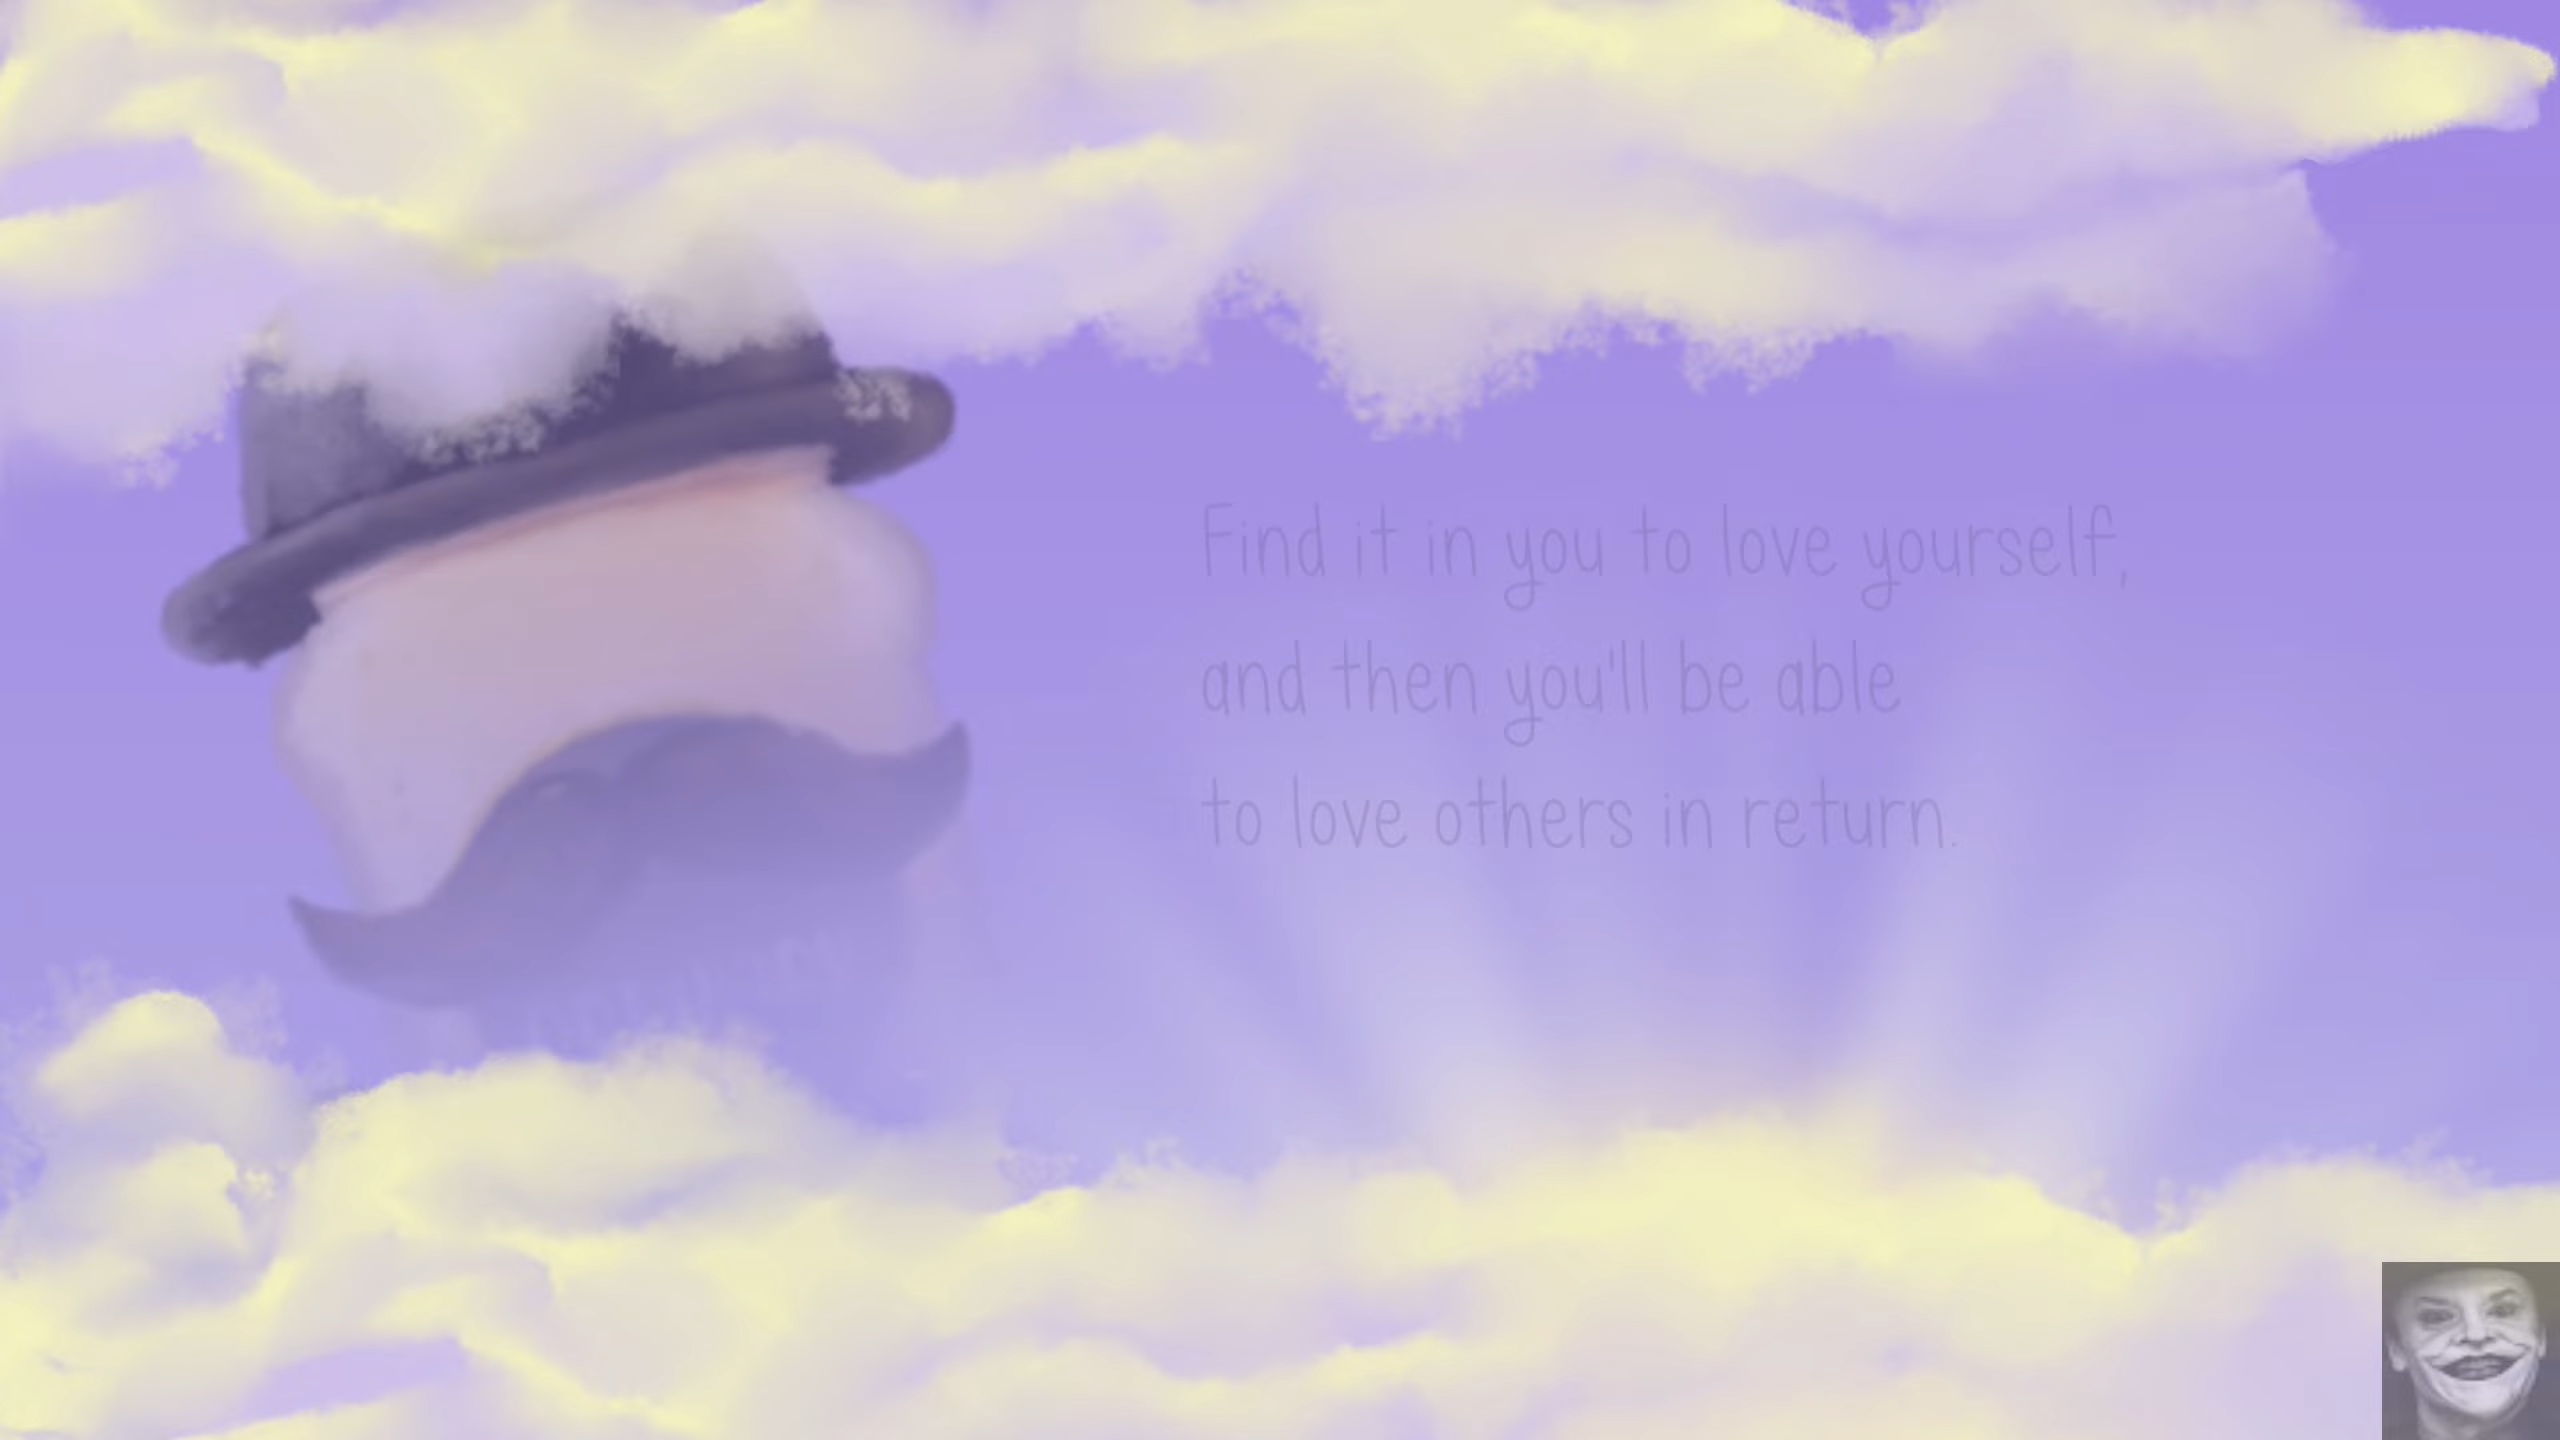 Find it in you to love yourself,
and then you'll be able
to love others in return.